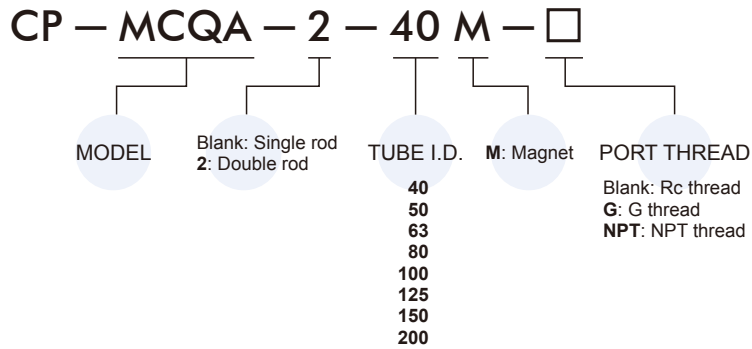 CP – MCQA – 2 – 40 M – □
MODEL
Blank: Single rod
2: Double rod
TUBE I.D.
40
50
63
80
100
125
150
200
M: Magnet
PORT THREAD
Blank: Rc thread
G: G thread
NPT: NPT thread